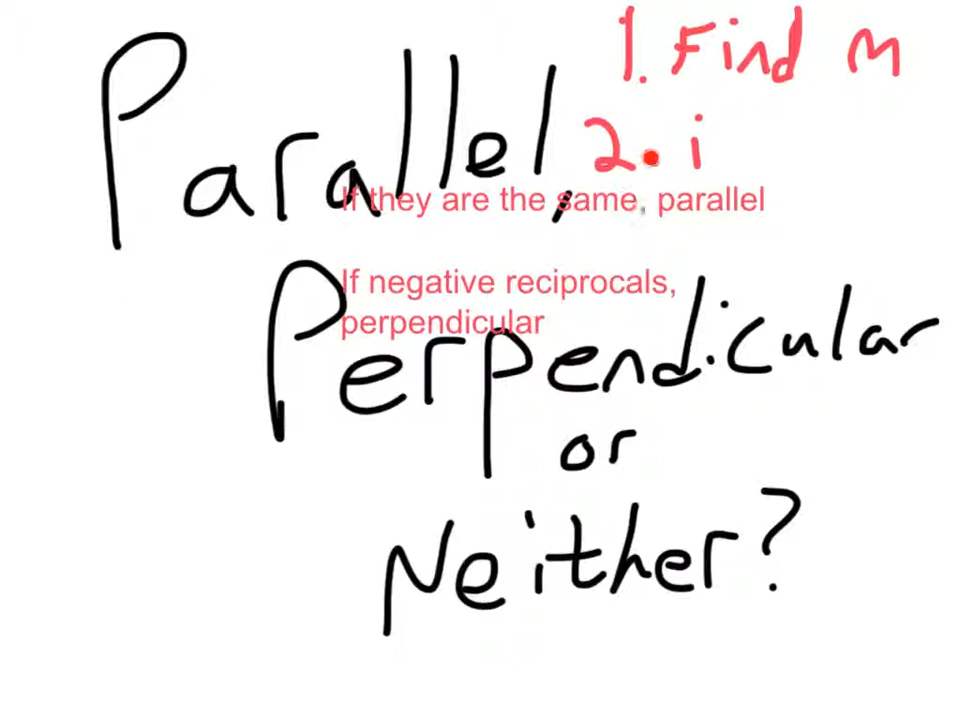 Parallel,
1. Find M
2. i
If they are the same, parallel
If negative reciprocals,
perpendicular
Perpendicular
or
Neither?